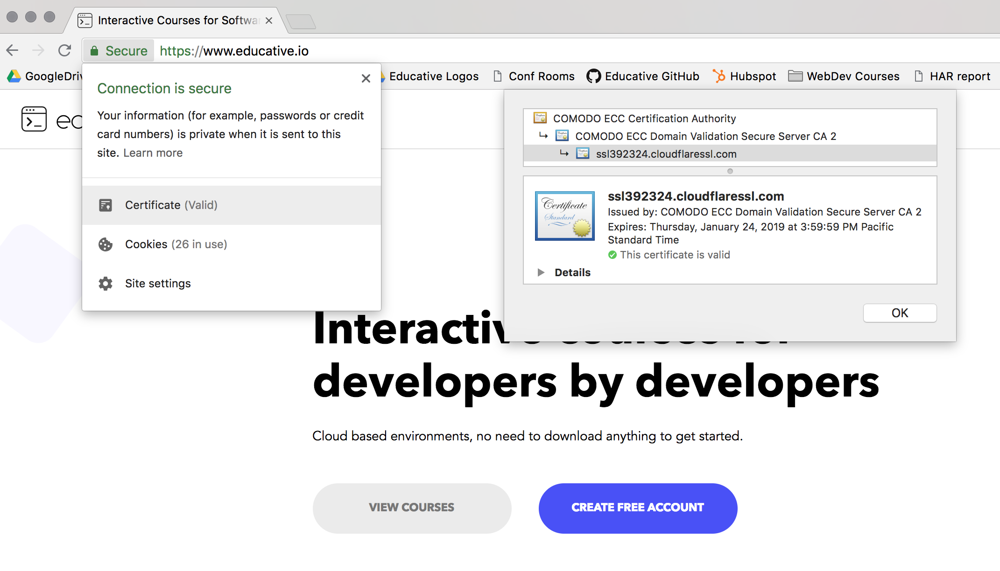 Interactive Courses for Softwar
Secure https://www.educative.io
GoogleDriv
Educative Logos
Conf Rooms
Educative GitHub
Hubspot
WebDev Courses
HAR report
Connection is secure
Your information (for example, passwords or credit
card numbers) is private when it is sent to this
site. Learn more
Certificate (Valid)
Cookies (26 in use)
Site settings
COMODO ECC Certification Authority
COMODO ECC Domain Validation Secure Server CA 2
ssl392324.cloudflaressl.com
Certificate
Standard
ssl392324.cloudflaressl.com
Issued by: COMODO ECC Domain Validation Secure Server CA 2
Expires: Thursday, January 24, 2019 at 3:59:59 PM Pacific
Standard Time
This certificate is valid
Details
OK
Interactive courses for
developers by developers
Cloud based environments, no need to download anything to get started.
VIEW COURSES
CREATE FREE ACCOUNT